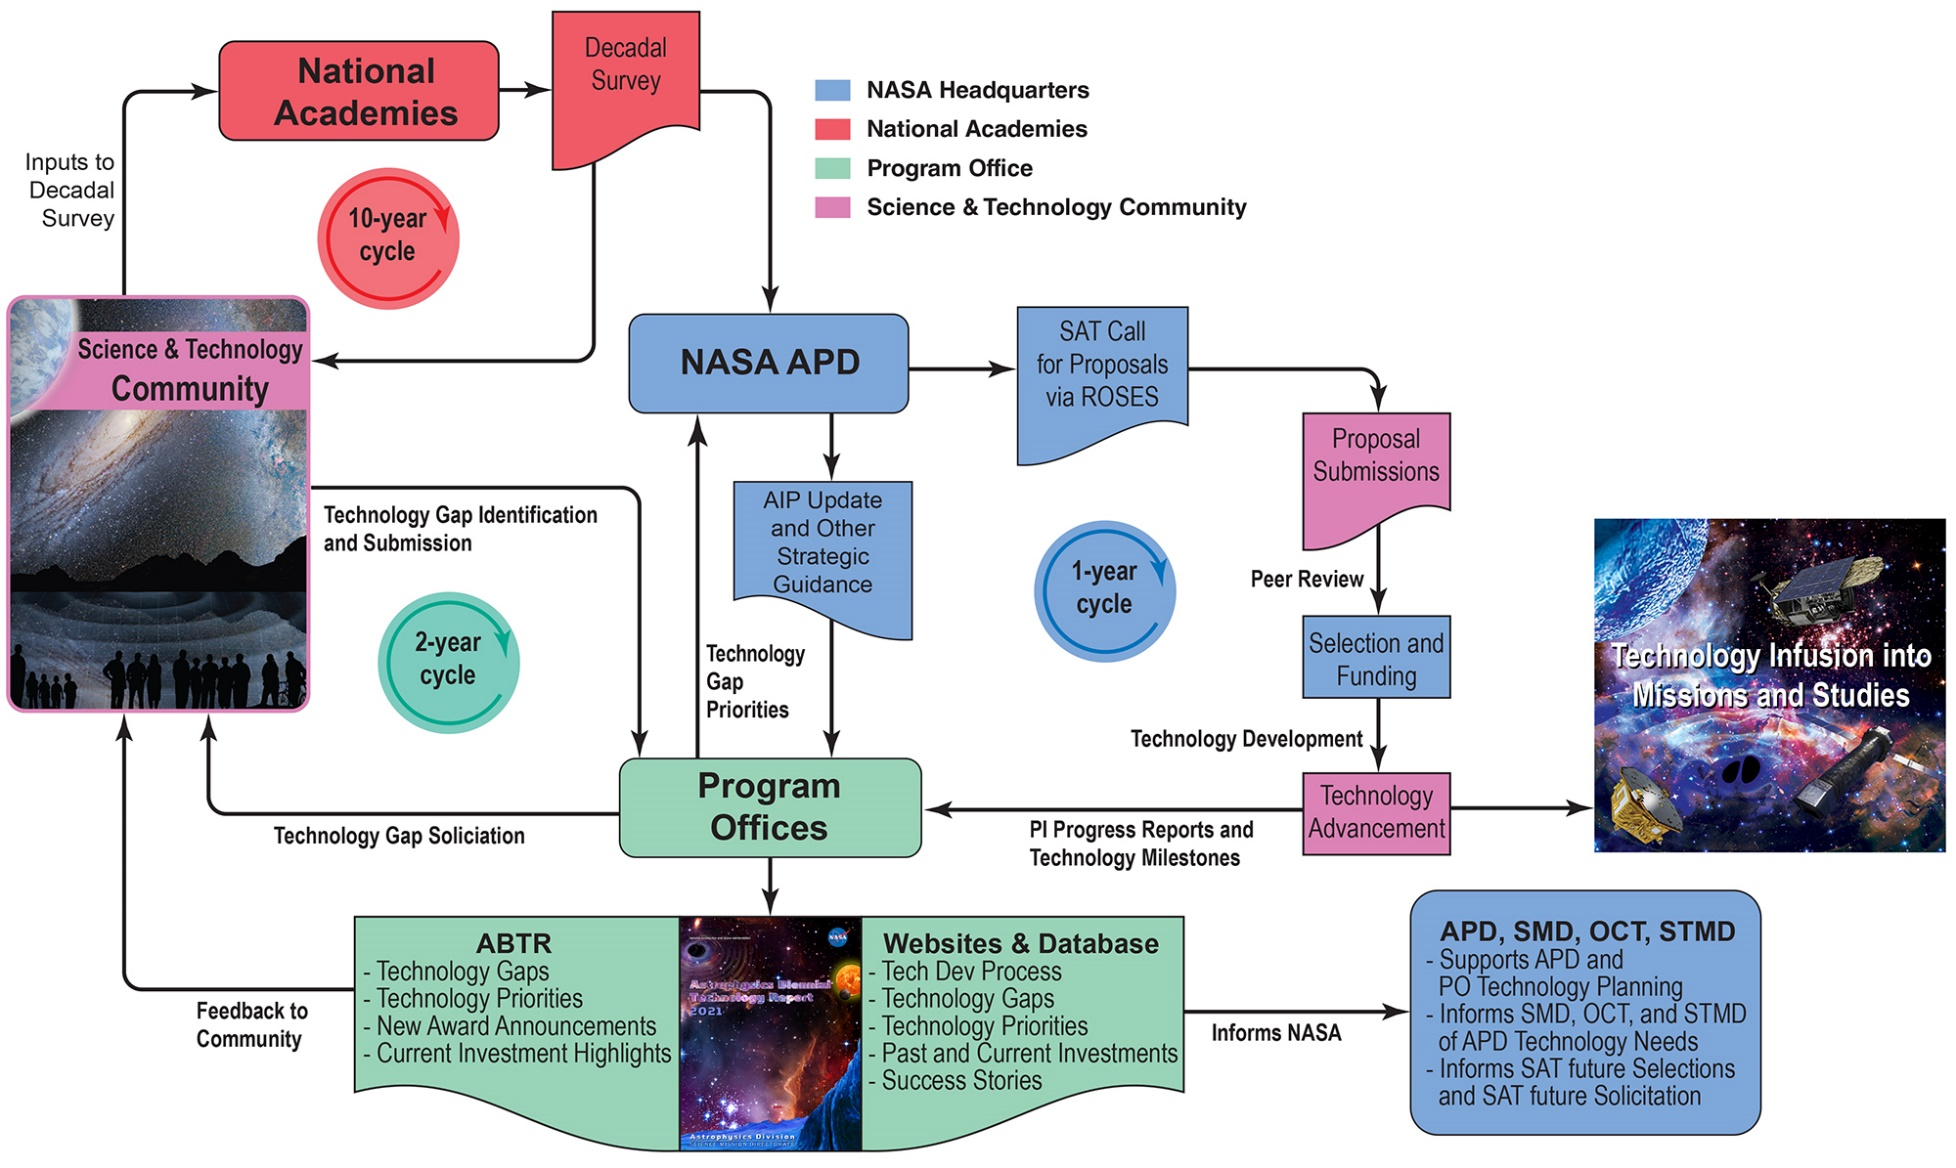 National
Academies
Decadal
Survey
NASA Headquarters
National Academies
Program Office
Science & Technology Community
Inputs to
Decadal
Survey
10-year
cycle
Science & Technology
Community
NASA APD
SAT Call
for Proposals
via ROSES
Proposal
Submissions
Technology Gap Identification
and Submission
AIP Update
and Other
Strategic
Guidance
1-year
cycle
Peer Review
2-year
cycle
Technology
Gap
Priorities
Selection and
Funding
Technology Infusion into
Missions and Studies
Technology Development
Program
Offices
Technology
Advancement
Technology Gap Soliciation
PI Progress Reports and
Technology Milestones
ABTR
- Technology Gaps
- Technology Priorities
- New Award Announcements
- Current Investment Highlights
NASA
Astrophysics Biennial
Technology Report
2021
Astrophysics Division
SCIENCE MISSION DIRECTORATE
Websites & Database
- Tech Dev Process
- Technology Gaps
- Technology Priorities
- Past and Current Investments
- Success Stories
Feedback to
Community
Informs NASA
APD, SMD, OCT, STMD
- Supports APD and
PO Technology Planning
- Informs SMD, OCT, and STMD
of APD Technology Needs
- Informs SAT future Selections
and SAT future Solicitation